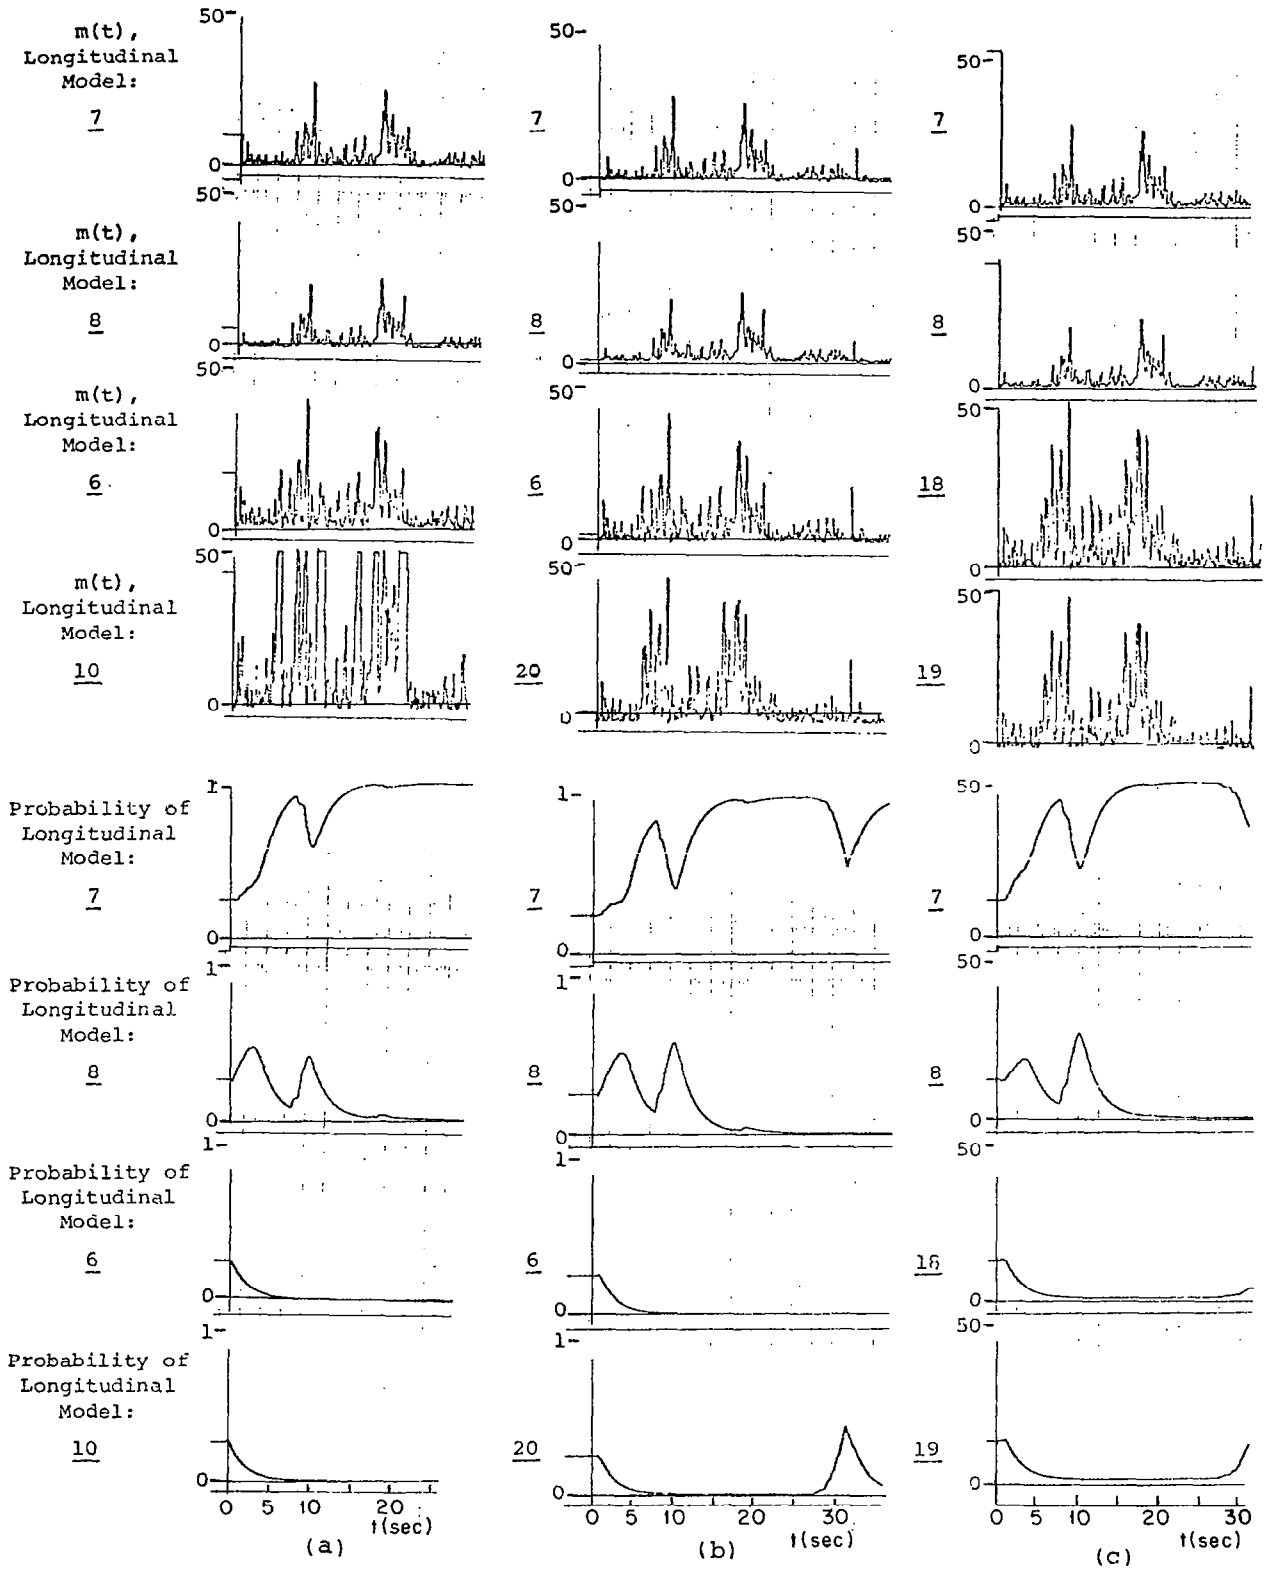 m(t),
Longitudinal
Model:
7
50-
0-
7
50-
0-
7
50-
0-
m(t),
Longitudinal
Model:
8
50-
0-
8
50-
0-
8
50-
0-
m(t),
Longitudinal
Model:
6
50-
0-
6
50-
0-
18
50-
0-
m(t),
Longitudinal
Model:
10
50-
0-
20
50-
0-
19
50-
0-
Probability of
Longitudinal
Model:
7
1-
0-
7
1-
0-
7
50-
0-
Probability of
Longitudinal
Model:
8
1-
0-
8
1-
0-
8
50-
0-
Probability of
Longitudinal
Model:
6
1-
0-
6
1-
0-
18
50-
0-
Probability of
Longitudinal
Model:
10
1-
0-
20
1-
0-
19
50-
0-
0 5 10 20
t(sec)
(a)
0 5 10 20 30
t(sec)
(b)
0 5 10 20 30
t(sec)
(c)